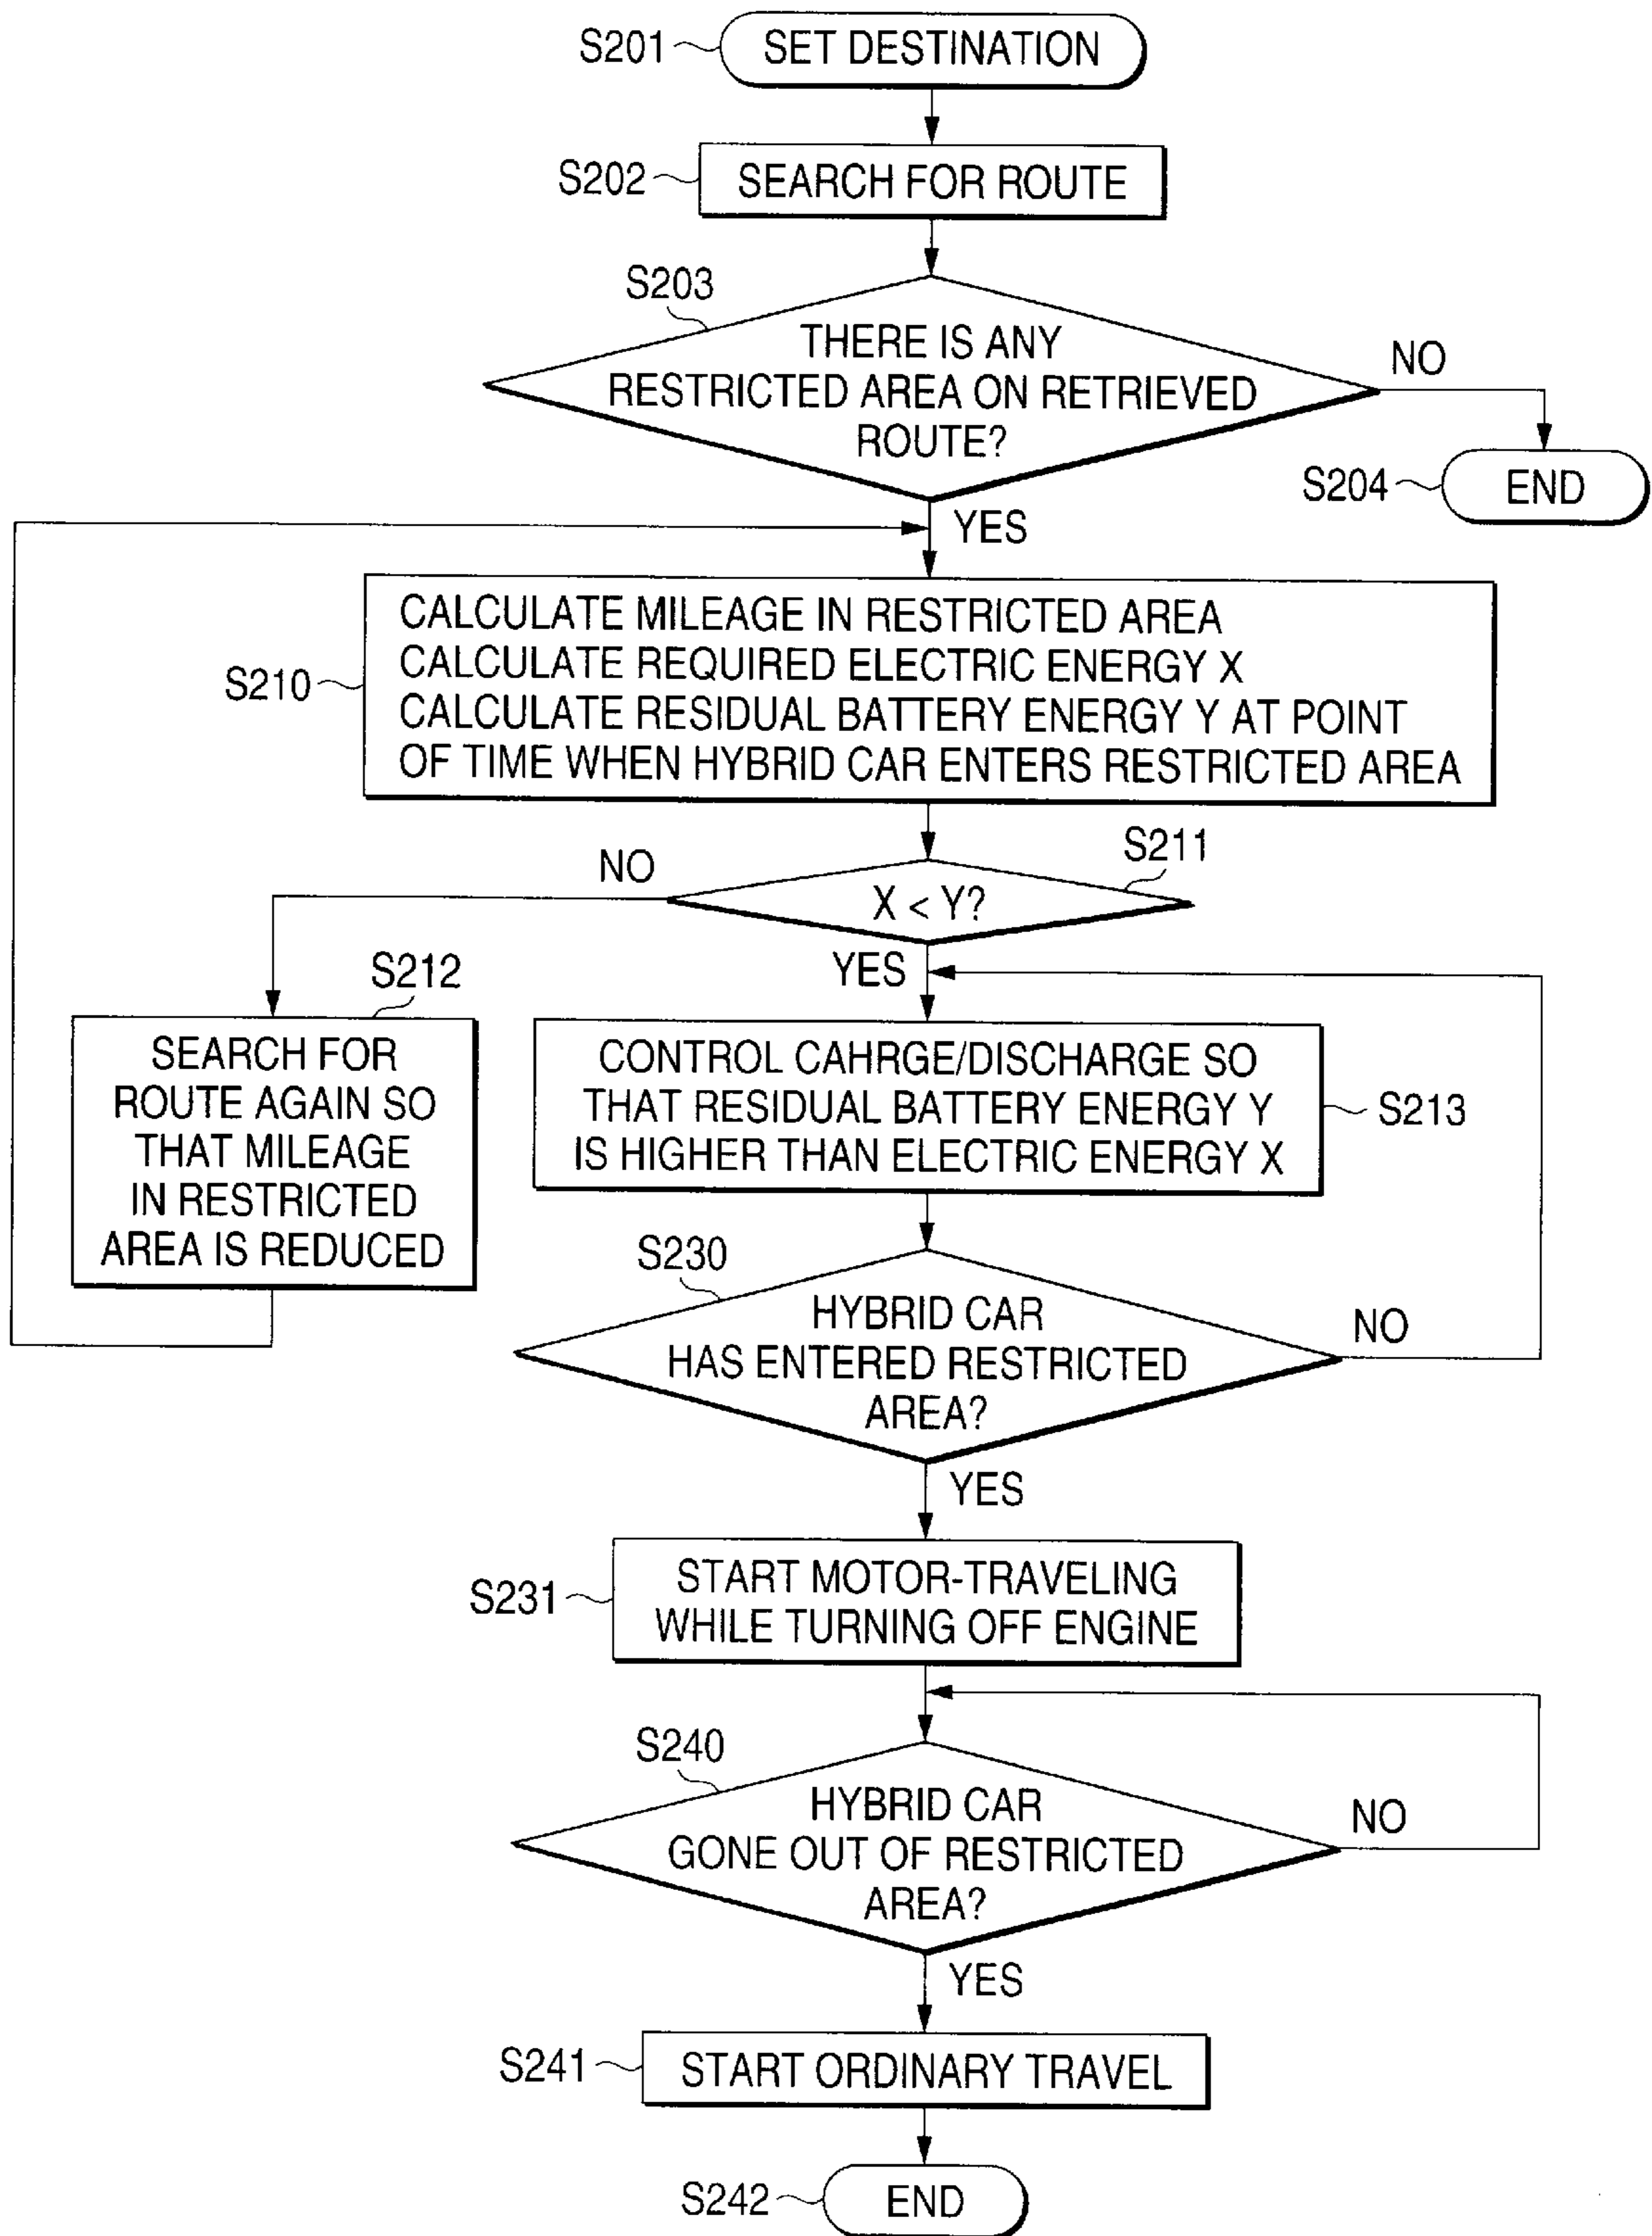 S201
SET DESTINATION
S202
SEARCH FOR ROUTE
S203
THERE IS ANY
RESTRICTED AREA ON RETRIEVED
ROUTE?
NO
S204
END
YES
S210
CALCULATE MILEAGE IN RESTRICTED AREA
CALCULATE REQUIRED ELECTRIC ENERGY X
CALCULATE RESIDUAL BATTERY ENERGY Y AT POINT
OF TIME WHEN HYBRID CAR ENTERS RESTRICTED AREA
S211
NO
X < Y?
YES
S212
SEARCH FOR
ROUTE AGAIN SO
THAT MILEAGE
IN RESTRICTED
AREA IS REDUCED
CONTROL CAHRGE/DISCHARGE SO
THAT RESIDUAL BATTERY ENERGY Y
IS HIGHER THAN ELECTRIC ENERGY X
S213
S230
HYBRID CAR
HAS ENTERED RESTRICTED
AREA?
NO
YES
S231
START MOTOR-TRAVELING
WHILE TURNING OFF ENGINE
S240
HYBRID CAR
GONE OUT OF RESTRICTED
AREA?
NO
YES
S241
START ORDINARY TRAVEL
S242
END